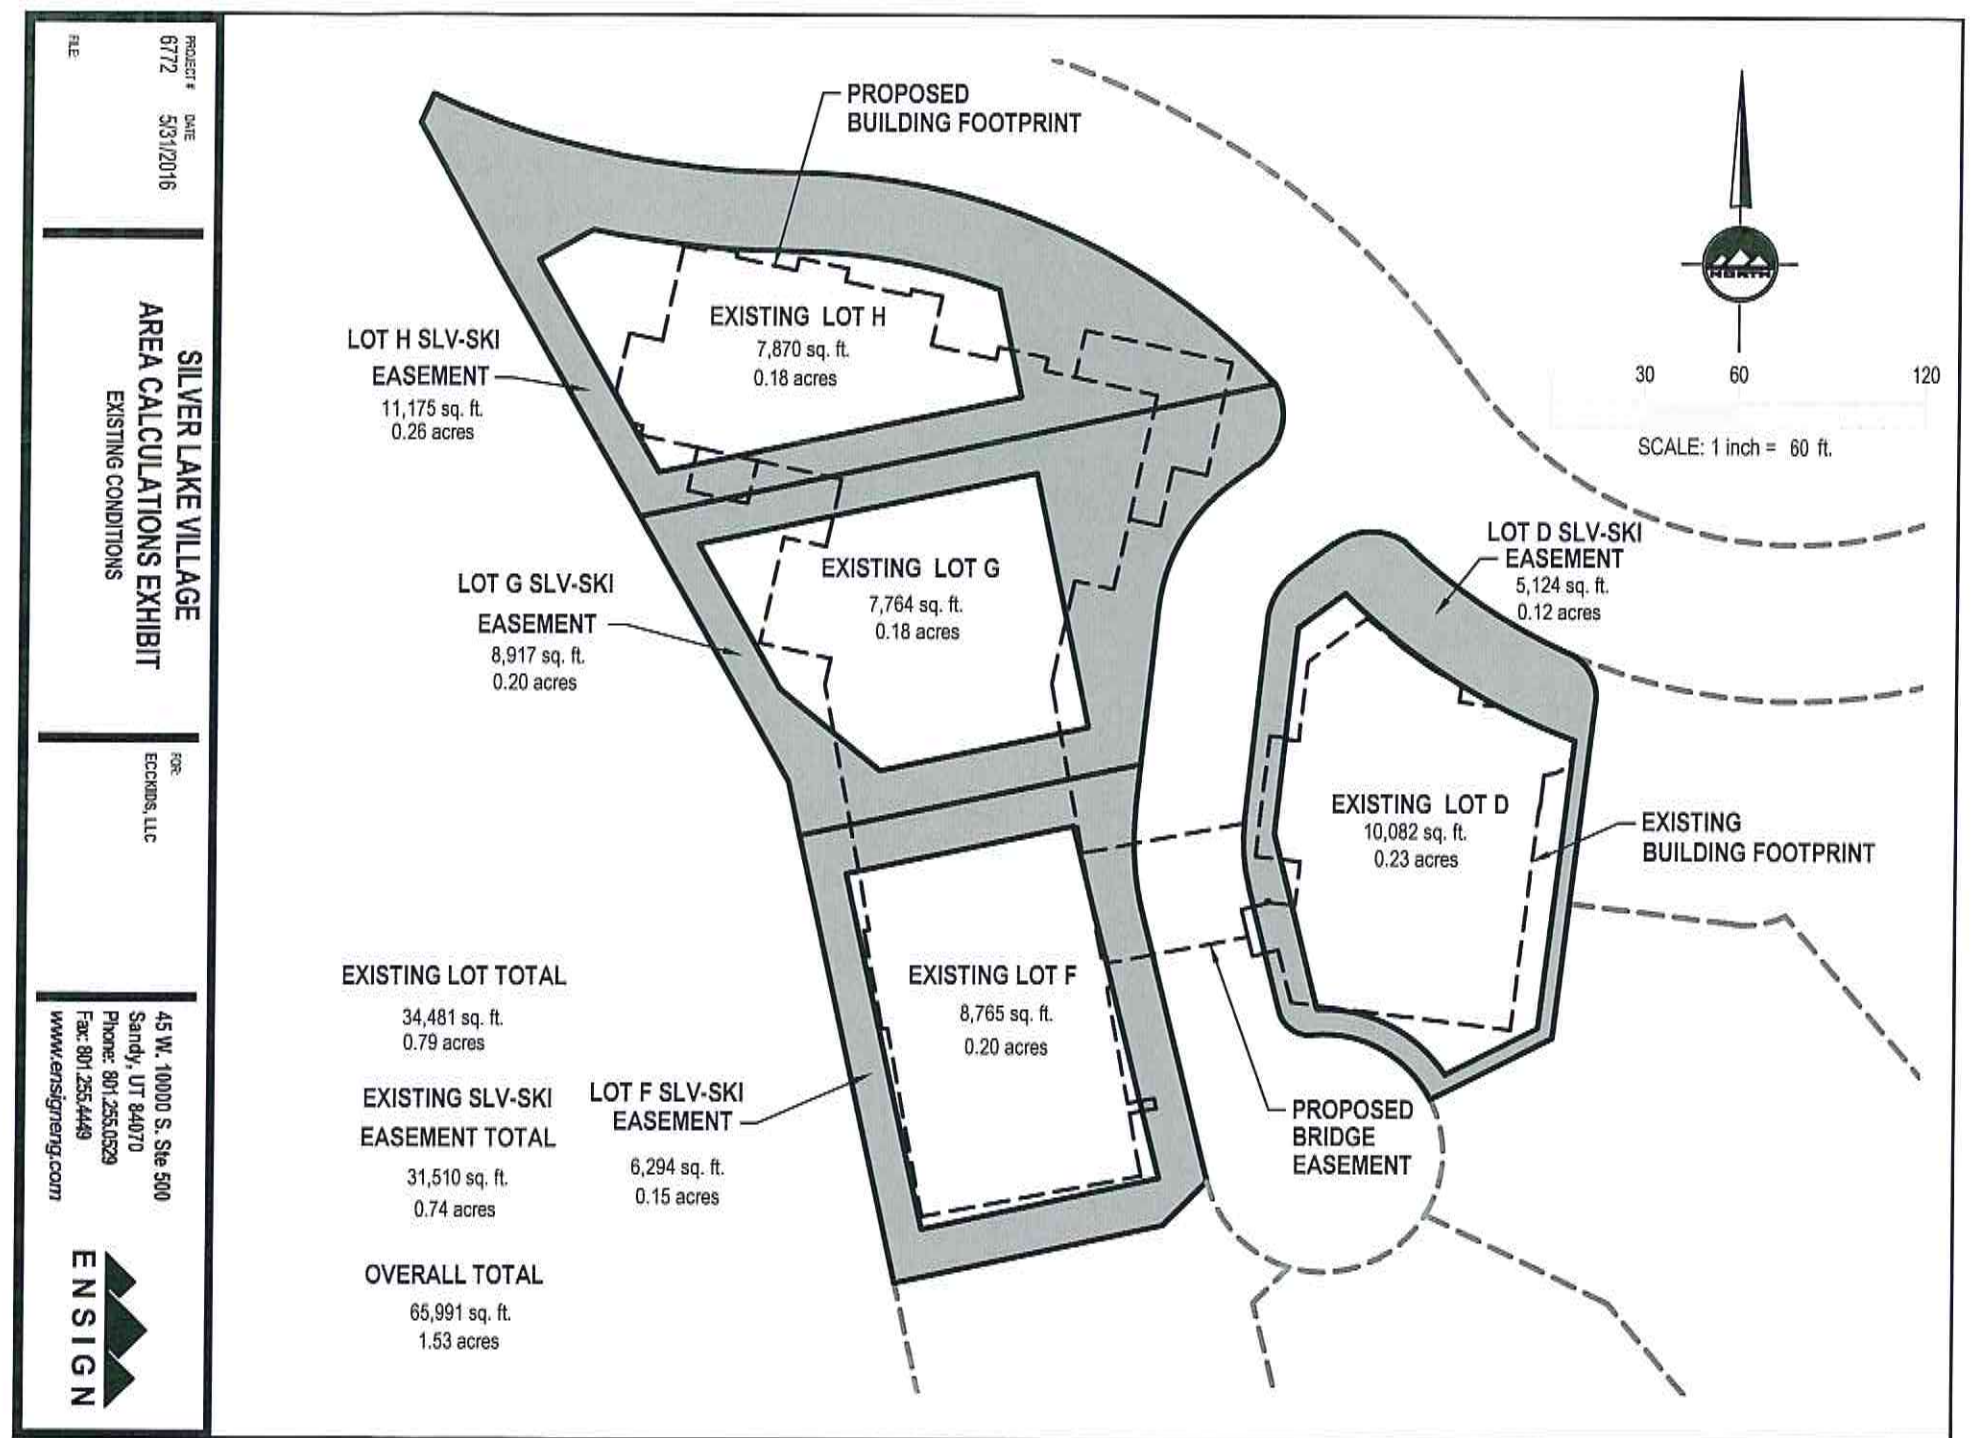 PROJECT # DATE
6772 5/31/2016
FILE:
SILVER LAKE VILLAGE
AREA CALCULATIONS EXHIBIT
EXISTING CONDITIONS
FOR:
ECCKIDS, LLC
45 W. 10000 S. Ste 500
Sandy, UT 84070
Phone: 801.255.0529
Fax: 801.255.4449
www.ensigneng.com
ENSIGN
PROPOSED
BUILDING FOOTPRINT
NORTH
30 60 120
SCALE: 1 inch = 60 ft.
EXISTING LOT H
7,870 sq. ft.
0.18 acres
LOT H SLV-SKI
EASEMENT
11,175 sq. ft.
0.26 acres
LOT D SLV-SKI
EASEMENT
5,124 sq. ft.
0.12 acres
EXISTING LOT G
7,764 sq. ft.
0.18 acres
LOT G SLV-SKI
EASEMENT
8,917 sq. ft.
0.20 acres
EXISTING LOT D
10,082 sq. ft.
0.23 acres
EXISTING
BUILDING FOOTPRINT
EXISTING LOT F
8,765 sq. ft.
0.20 acres
EXISTING LOT TOTAL
34,481 sq. ft.
0.79 acres
EXISTING SLV-SKI
EASEMENT TOTAL
31,510 sq. ft.
0.74 acres
LOT F SLV-SKI
EASEMENT
6,294 sq. ft.
0.15 acres
PROPOSED
BRIDGE
EASEMENT
OVERALL TOTAL
65,991 sq. ft.
1.53 acres